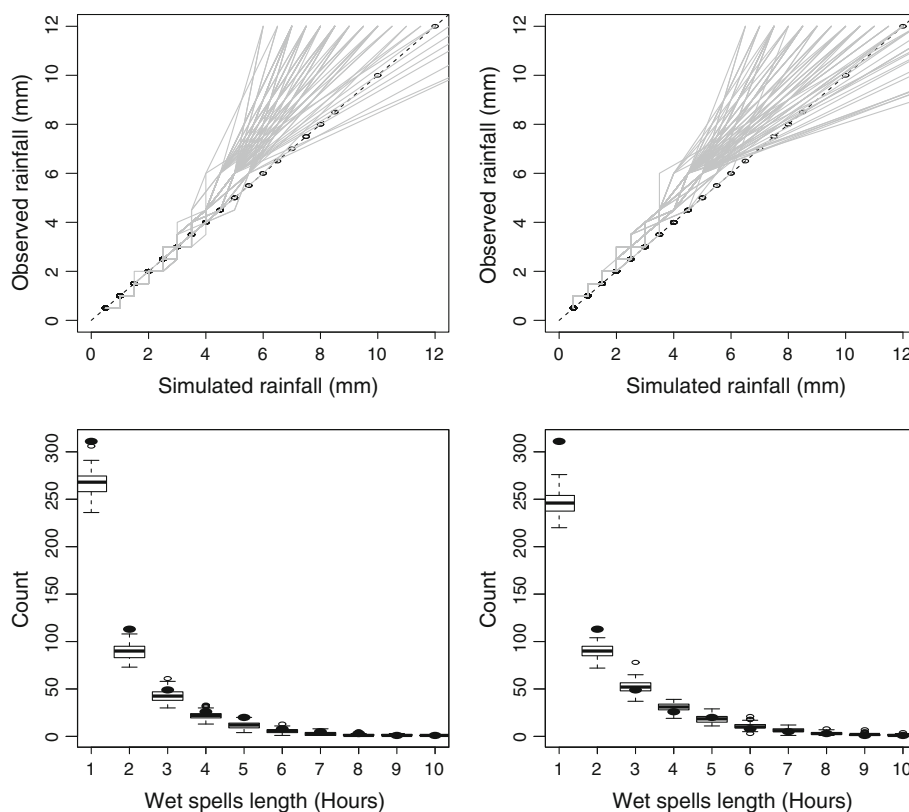 12
10
8
6
4
2
0
Observed rainfall (mm)
0 2 4 6 8 10 12
Simulated rainfall (mm)
12
10
8
6
4
2
0
Observed rainfall (mm)
0 2 4 6 8 10 12
Simulated rainfall (mm)
300
250
200
150
100
50
0
Count
1 2 3 4 5 6 7 8 9 10
Wet spells length (Hours)
300
250
200
150
100
50
0
Count
1 2 3 4 5 6 7 8 9 10
Wet spells length (Hours)